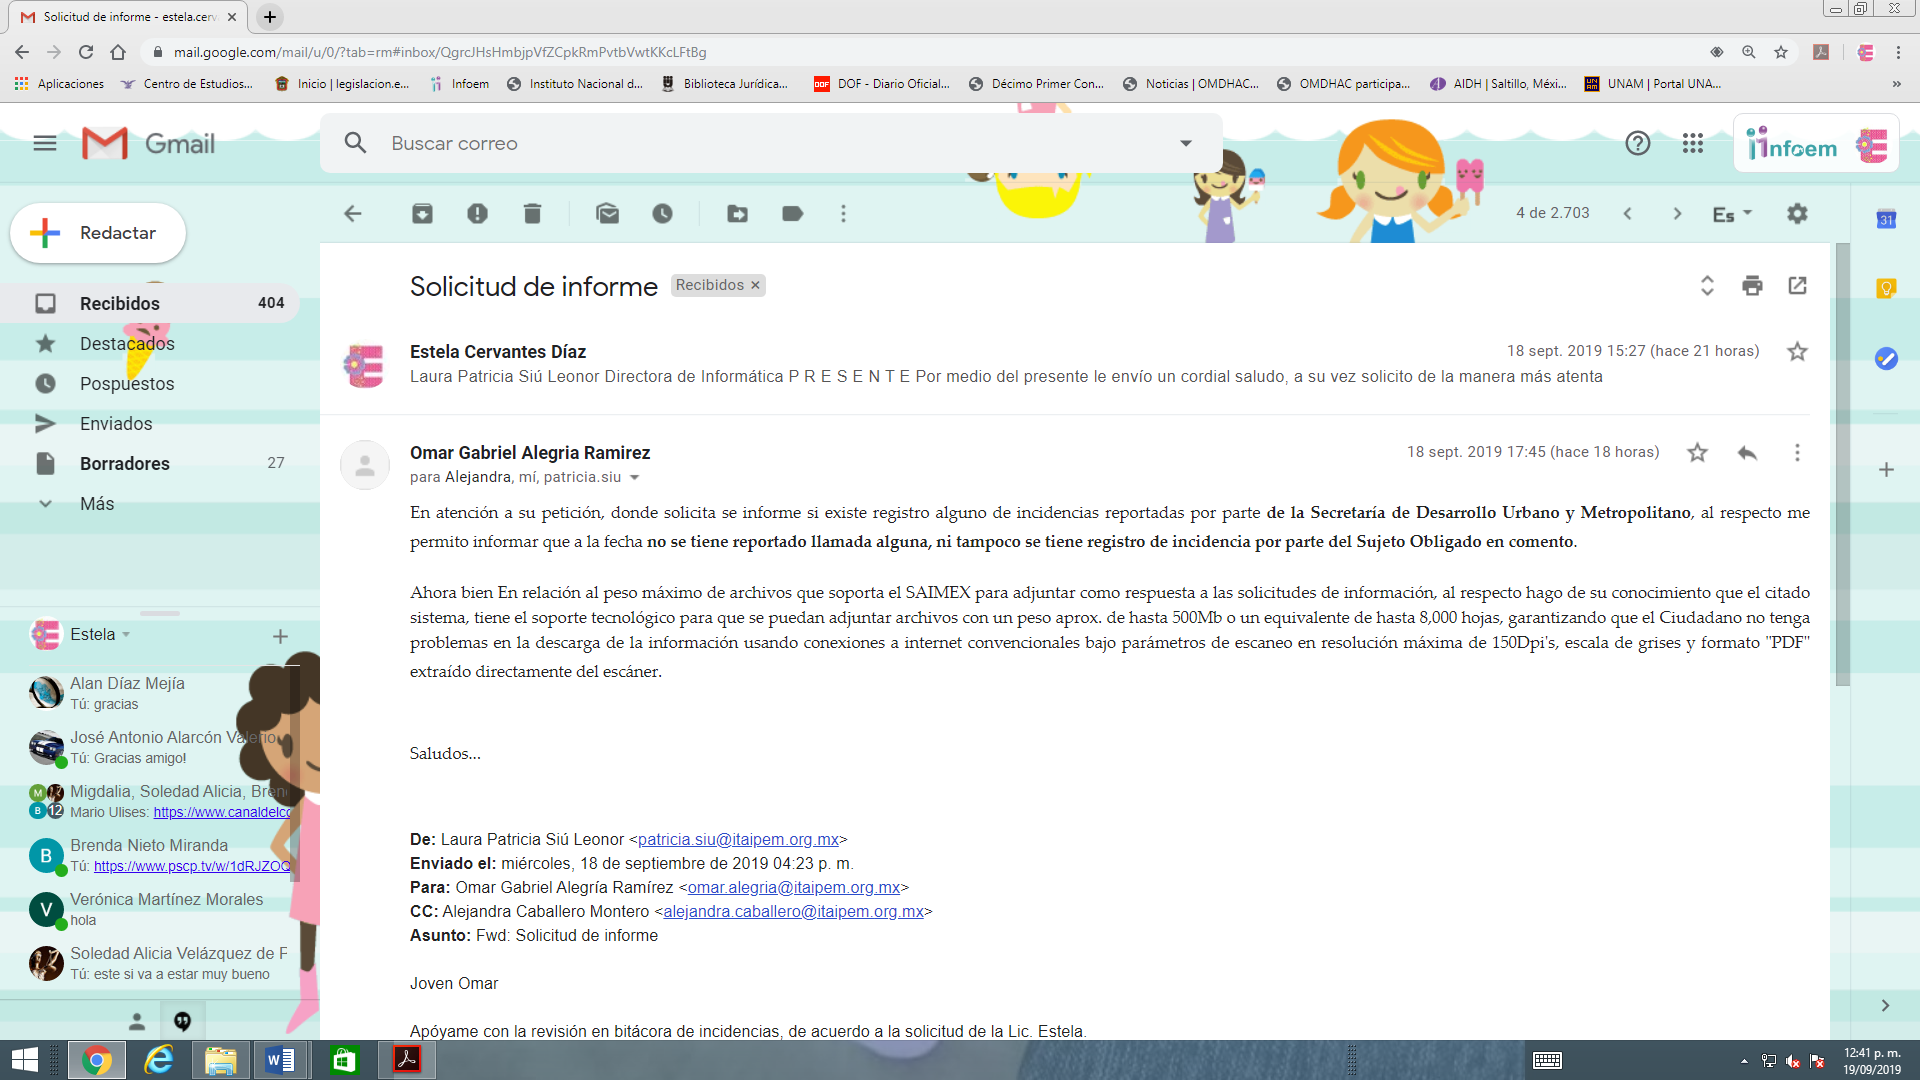 Solicitud de informe - estela.cerv
mail.google.com/mail/u/0/?tab=rm#inbox/QgrcJHsHmbjpVfZCpkRmPvtbVwtKKcLFtBg
Aplicaciones
Centro de Estudios...
Inicio | legislacion.e...
Infoem
Instituto Nacional d...
Biblioteca Jurídica...
DOF - Diario Oficial...
Décimo Primer Con...
Noticias | OMDHAC...
OMDHAC participa...
AIDH | Saltillo, Méxi...
UNAM | Portal UNA...
»
Gmail
Buscar correo
infoem
Redactar
4 de 2.703
Es
31
Recibidos 404
Destacados
Pospuestos
Enviados
Borradores 27
Más
Solicitud de informe
Recibidos ×
Estela Cervantes Díaz
18 sept. 2019 15:27 (hace 21 horas)
Laura Patricia Siú Leonor Directora de Informática P R E S E N T E Por medio del presente le envío un cordial saludo, a su vez solicito de la manera más atenta
Omar Gabriel Alegria Ramirez
18 sept. 2019 17:45 (hace 18 horas)
para Alejandra, mí, patricia.siu
En atención a su petición, donde solicita se informe si existe registro alguno de incidencias reportadas por parte de la Secretaría de Desarrollo Urbano y Metropolitano, al respecto me
permito informar que a la fecha no se tiene reportado llamada alguna, ni tampoco se tiene registro de incidencia por parte del Sujeto Obligado en comento.
Ahora bien En relación al peso máximo de archivos que soporta el SAIMEX para adjuntar como respuesta a las solicitudes de información, al respecto hago de su conocimiento que el citado
sistema, tiene el soporte tecnológico para que se puedan adjuntar archivos con un peso aprox. de hasta 500Mb o un equivalente de hasta 8,000 hojas, garantizando que el Ciudadano no tenga
problemas en la descarga de la información usando conexiones a internet convencionales bajo parámetros de escaneo en resolución máxima de 150Dpi's, escala de grises y formato "PDF"
extraído directamente del escáner.
Saludos...
De: Laura Patricia Siú Leonor <patricia.siu@itaipem.org.mx>
Enviado el: miércoles, 18 de septiembre de 2019 04:23 p. m.
Para: Omar Gabriel Alegría Ramírez <omar.alegria@itaipem.org.mx>
CC: Alejandra Caballero Montero <alejandra.caballero@itaipem.org.mx>
Asunto: Fwd: Solicitud de informe
Joven Omar
Apóyame con la revisión en bitácora de incidencias, de acuerdo a la solicitud de la Lic. Estela.
Estela
Alan Díaz Mejía
Tú: gracias
José Antonio Alarcón Valerio
Tú: Gracias amigo!
M
B
12
Migdalia, Soledad Alicia, Bren
Mario Ulises: https://www.canaldelco
B
Brenda Nieto Miranda
Tú: https://www.pscp.tv/w/1dRJZOQ
V
Verónica Martínez Morales
hola
Soledad Alicia Velázquez de F
Tú: este si va a estar muy bueno
12:41 p. m.
19/09/2019